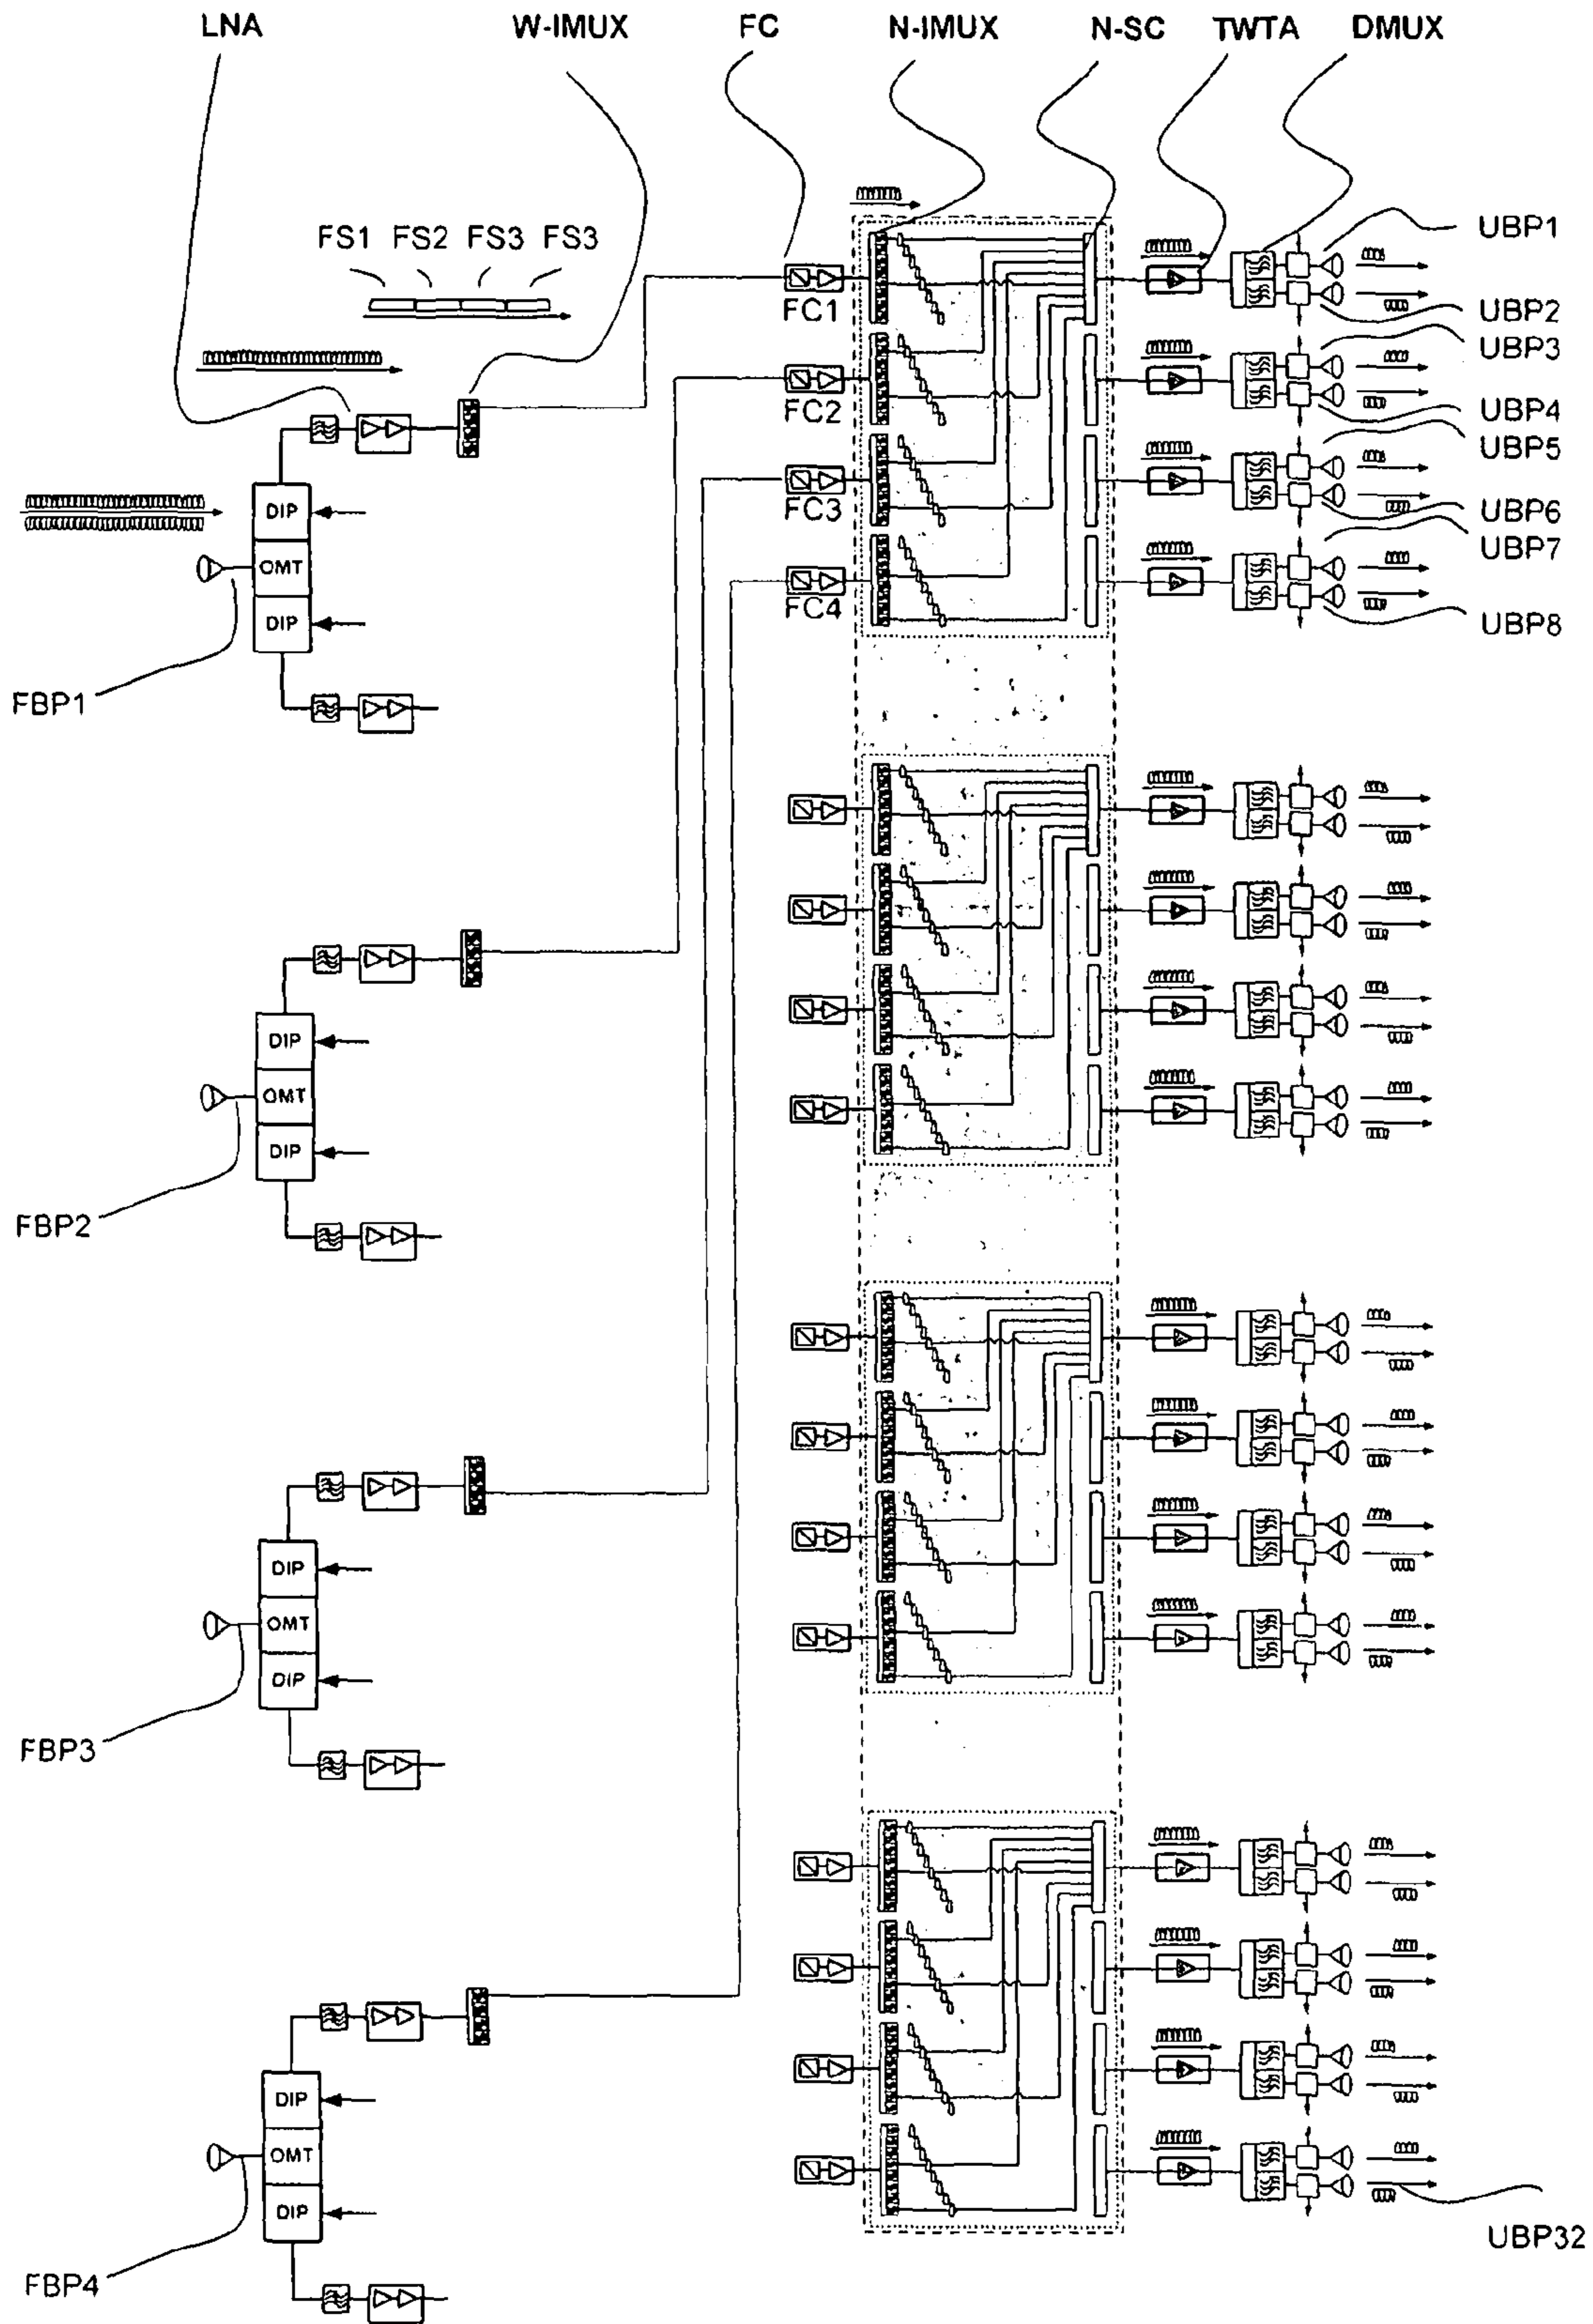 LNA W-IMUX FC N-IMUX N-SC TWTA DMUX
FS1 FS2 FS3 FS3
UBP1
FC1
UBP2
UBP3
FC2
UBP4
UBP5
FC3
UBP6
UBP7
FC4
UBP8
DIP
OMT
DIP
FBP1
DIP
OMT
DIP
FBP2
DIP
OMT
DIP
FBP3
DIP
OMT
DIP
UBP32
FBP4